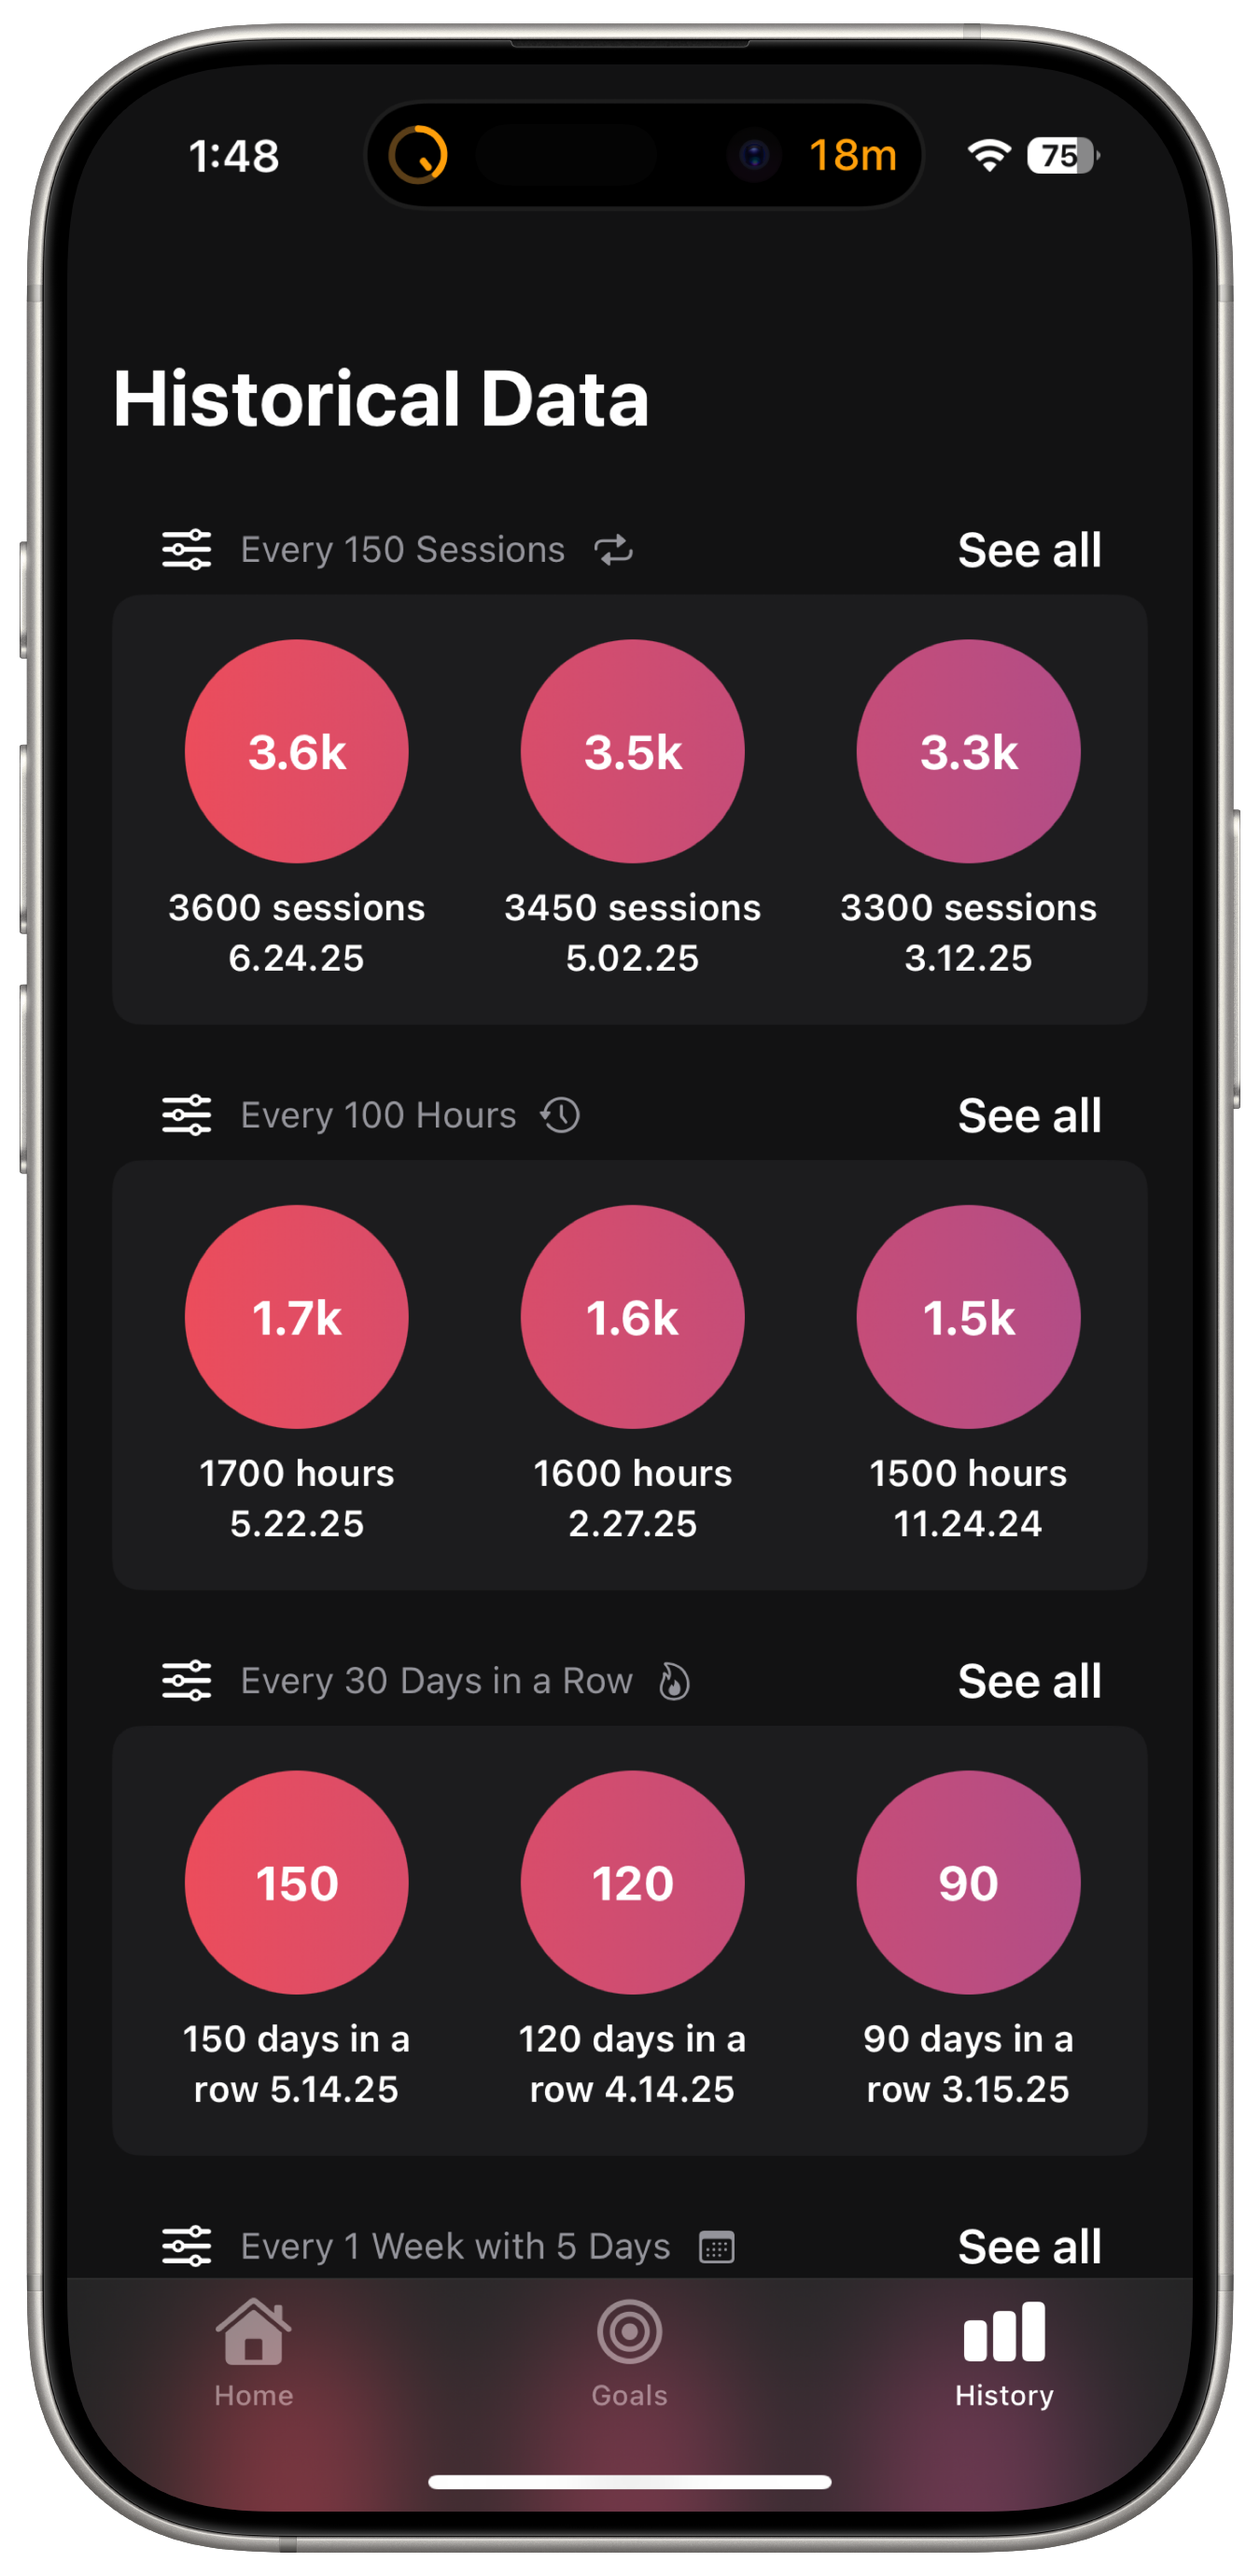 1:48
18m
75
Historical Data
Every 150 Sessions
See all
3.6k
3.5k
3.3k
3600 sessions
6.24.25
3450 sessions
5.02.25
3300 sessions
3.12.25
Every 100 Hours
See all
1.7k
1.6k
1.5k
1700 hours
5.22.25
1600 hours
2.27.25
1500 hours
11.24.24
Every 30 Days in a Row
See all
150
120
90
150 days in a
row 5.14.25
120 days in a
row 4.14.25
90 days in a
row 3.15.25
Every 1 Week with 5 Days
See all
Home
Goals
History